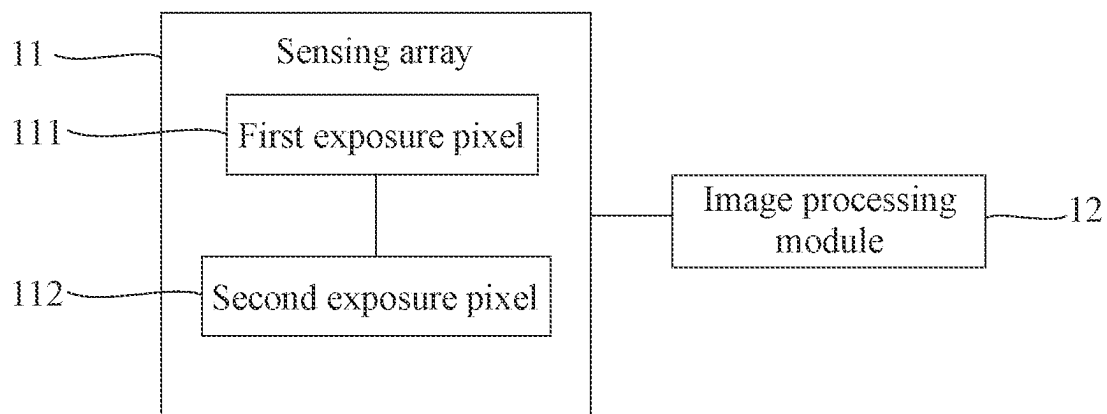 11
Sensing array
111
First exposure pixel
Image processing
module
12
112
Second exposure pixel